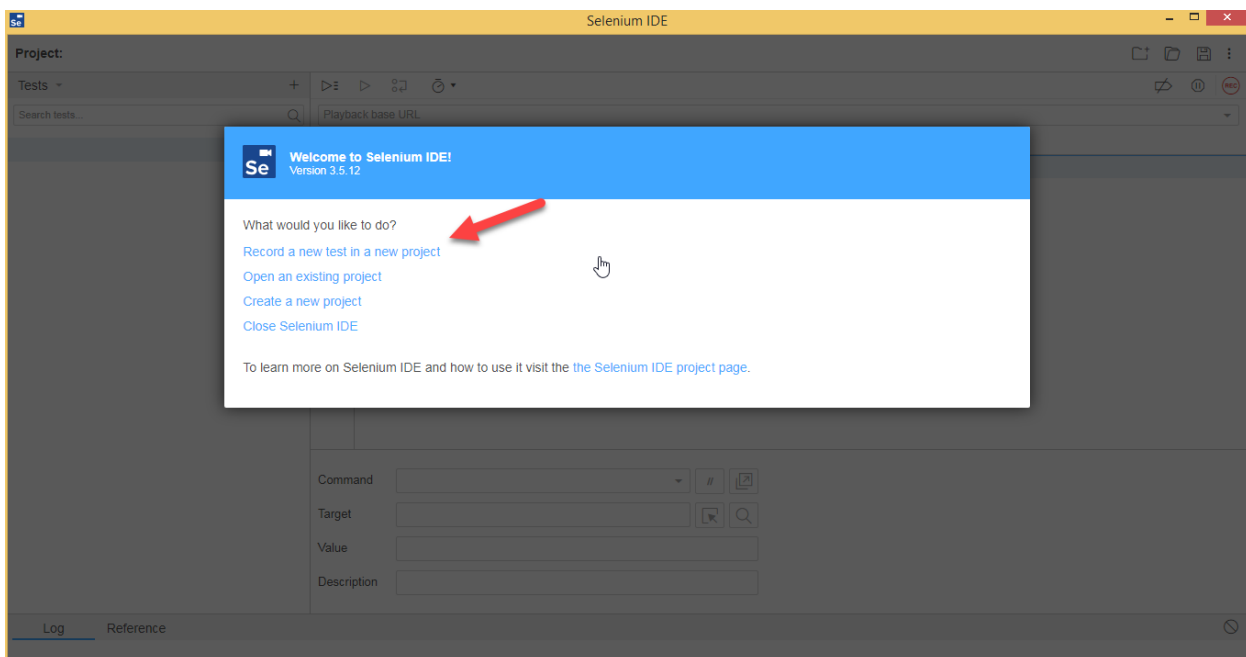 Se
Selenium IDE
Project:
Tests
Search tests...
Playback base URL
REC
Se
Welcome to Selenium IDE!
Version 3.5.12
What would you like to do?
Record a new test in a new project
Open an existing project
Create a new project
Close Selenium IDE
To learn more on Selenium IDE and how to use it visit the the Selenium IDE project page.
Command
//
Target
Value
Description
Log Reference